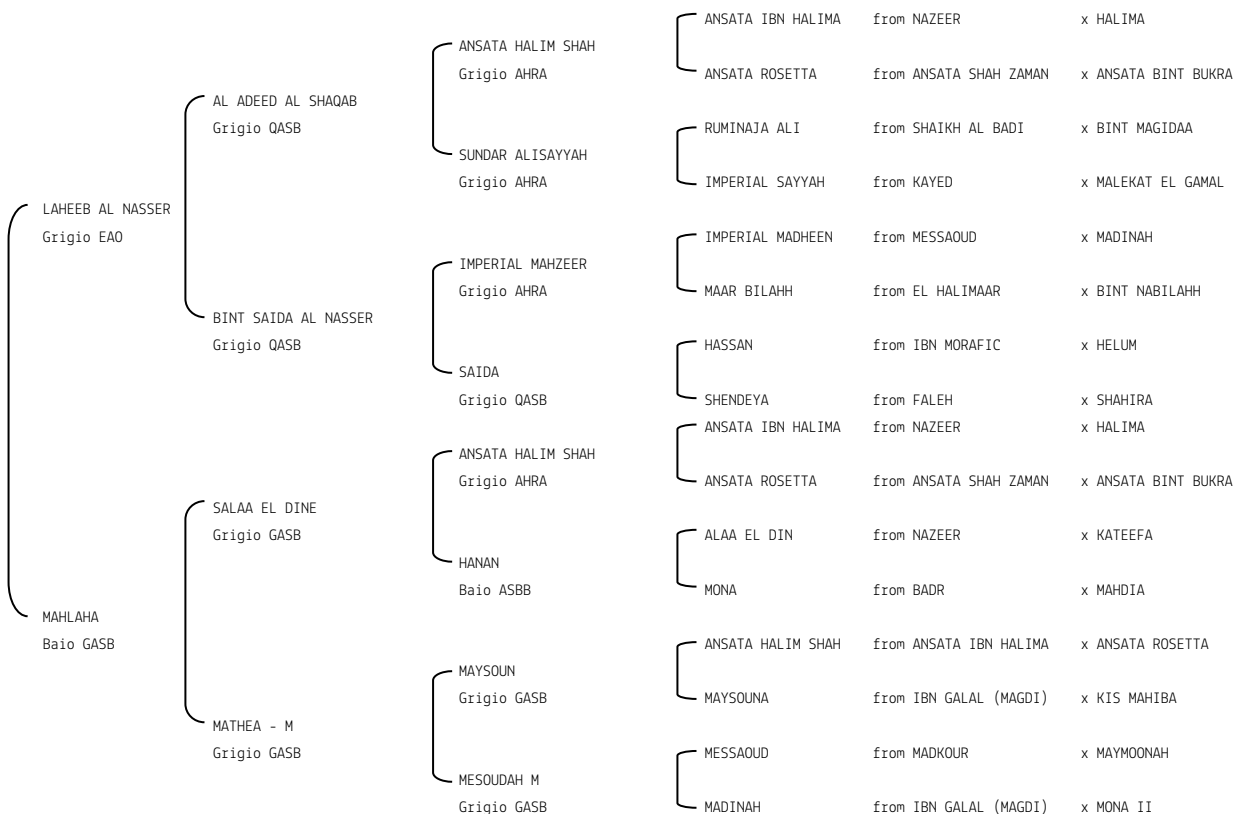 ANSATA IBN HALIMA from NAZEER x HALIMA
ANSATA HALIM SHAH
Grigio AHRA
ANSATA ROSETTA from ANSATA SHAH ZAMAN x ANSATA BINT BUKRA
AL ADEED AL SHAQAB
Grigio QASB
RUMINAJA ALI from SHAIKH AL BADI x BINT MAGIDAA
SUNDAR ALISAYYAH
Grigio AHRA
IMPERIAL SAYYAH from KAYED x MALEKAT EL GAMAL
LAHEEB AL NASSER
Grigio EAO
IMPERIAL MADHEEN from MESSAOUD x MADINAH
IMPERIAL MAHZEER
Grigio AHRA
MAAR BILAHH from EL HALIMAAR x BINT NABILAHH
BINT SAIDA AL NASSER
Grigio QASB
HASSAN from IBN MORAFIC x HELUM
SAIDA
Grigio QASB
SHENDEYA from FALEH x SHAHIRA
ANSATA IBN HALIMA from NAZEER x HALIMA
ANSATA HALIM SHAH
Grigio AHRA
ANSATA ROSETTA from ANSATA SHAH ZAMAN x ANSATA BINT BUKRA
SALAA EL DINE
Grigio GASB
ALAA EL DIN from NAZEER x KATEEFA
HANAN
Baio ASBB
MONA from BADR x MAHDIA
MAHLAHA
Baio GASB
ANSATA HALIM SHAH from ANSATA IBN HALIMA x ANSATA ROSETTA
MAYSOUN
Grigio GASB
MAYSOUNA from IBN GALAL (MAGDI) x KIS MAHIBA
MATHEA - M
Grigio GASB
MESSAOUD from MADKOUR x MAYMOONAH
MESOUDAH M
Grigio GASB
MADINAH from IBN GALAL (MAGDI) x MONA II